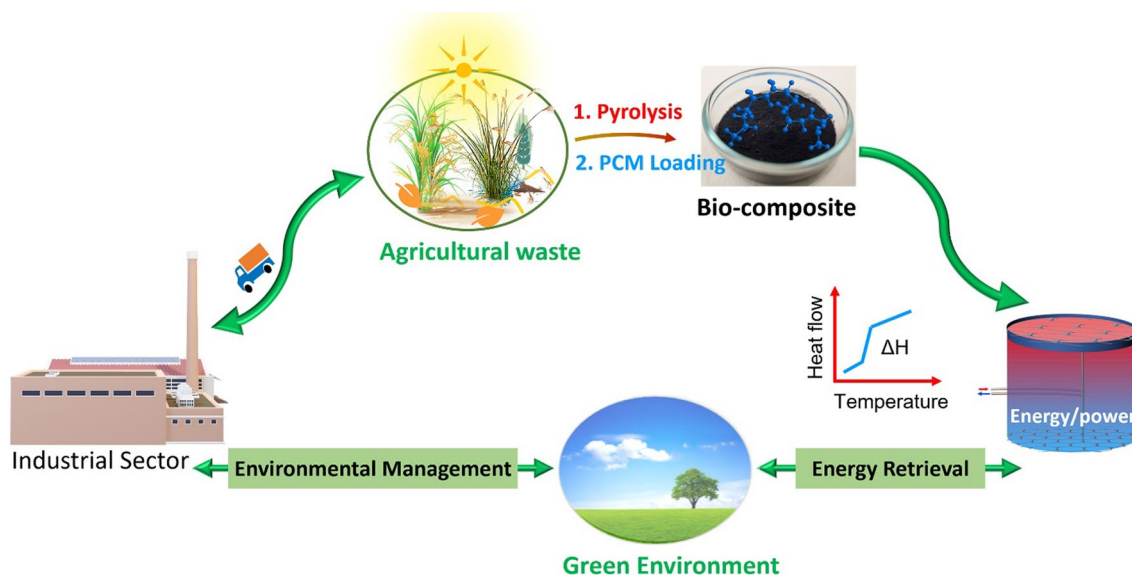 1. Pyrolysis
2. PCM Loading
Bio-composite
Agricultural waste
Heat flow
ΔH
Temperature
Energy/power
Industrial Sector
Environmental Management
Energy Retrieval
Green Environment